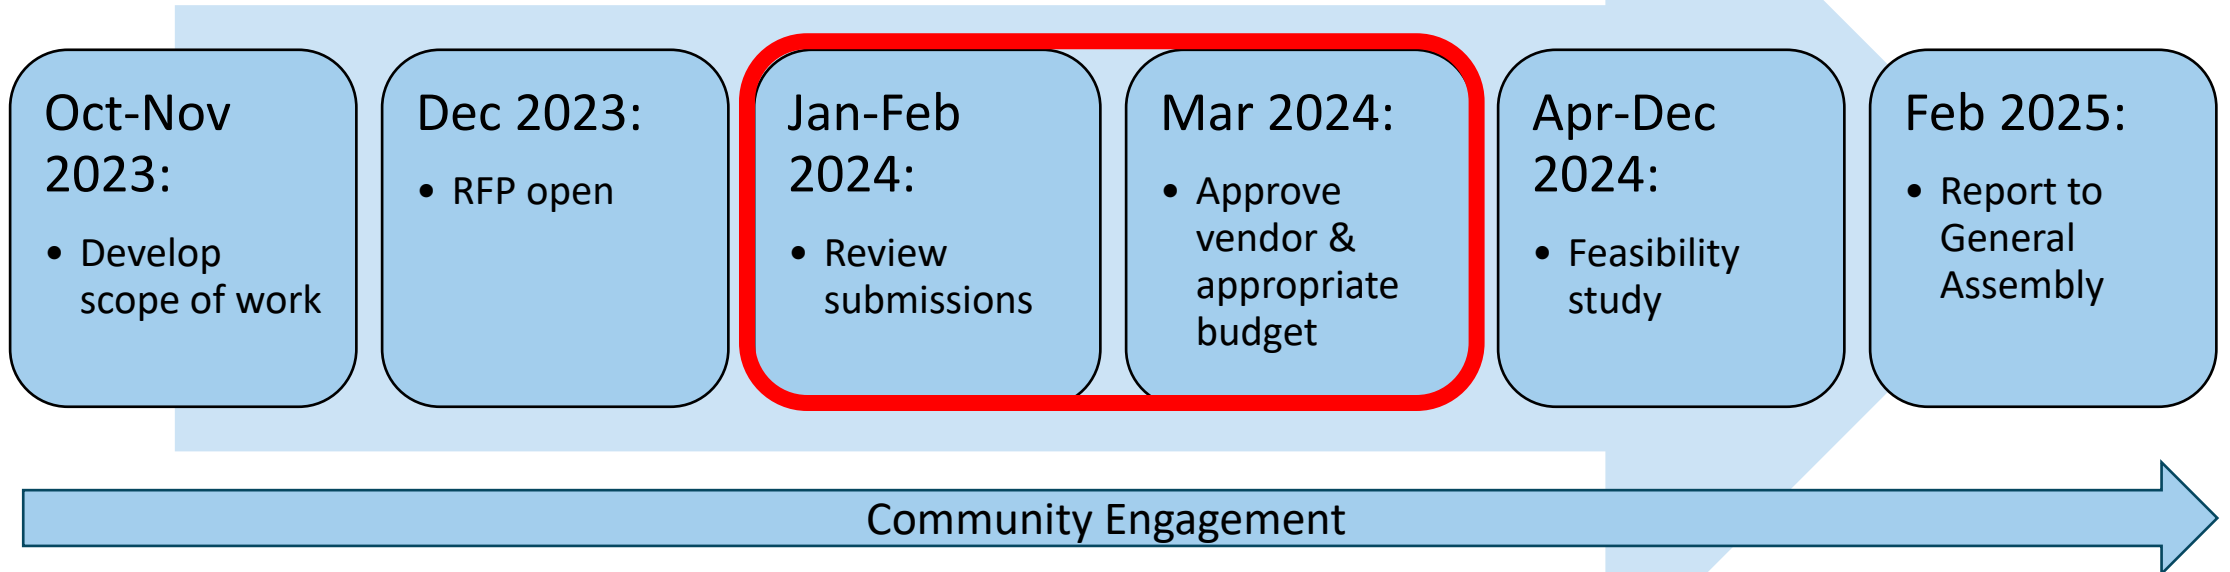 Oct-Nov
2023:
• Develop
scope of work
Dec 2023:
• RFP open
Jan-Feb
2024:
• Review
submissions
Mar 2024:
• Approve
vendor &
appropriate
budget
Apr-Dec
2024:
• Feasibility
study
Feb 2025:
• Report to
General
Assembly
Community Engagement